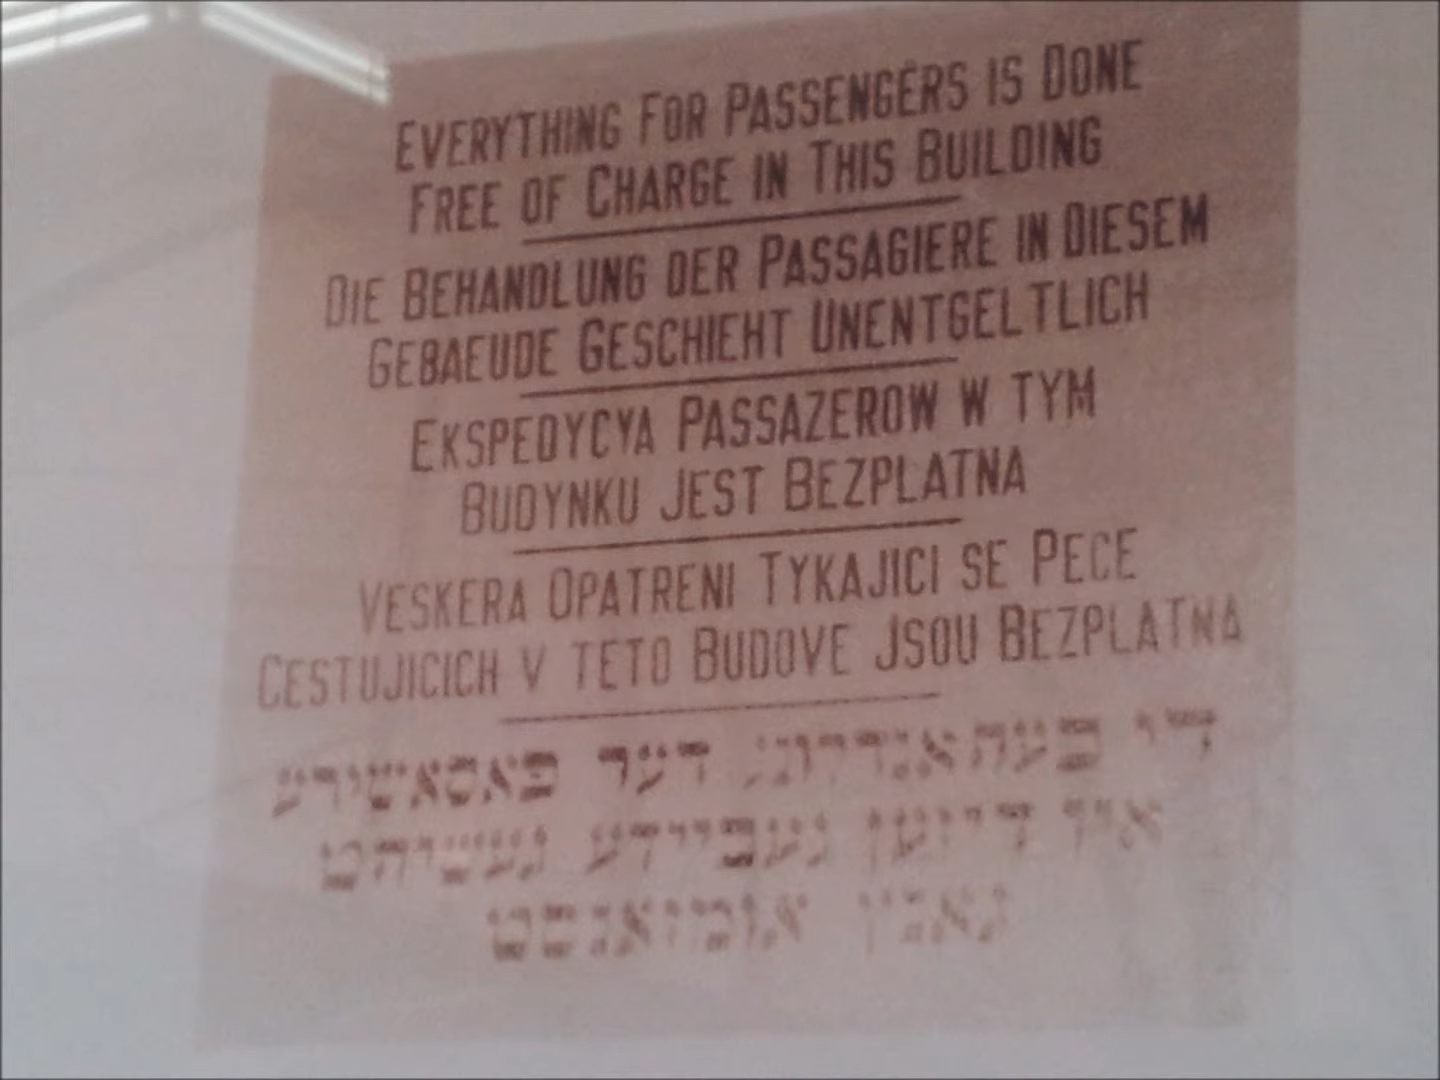 EVERYTHING FOR PASSENGERS IS DONE
FREE OF CHARGE IN THIS BUILDING
DIE BEHANDLUNG DER PASSAGIERE IN DIESEM
GEBAEUDE GESCHIEHT UNENTGELTLICH
EKSPEDYCYA PASSAZEROW W TYM
BUDYNKU JEST BEZPLATNA
VESKERA OPATRENI TYKAJICI SE PECE
CESTUJICICH V TETO BUDOVE JSOU BEZPLATNA
די בעהאנדלונג דער פאסאשירע
אין דיזען געביידע געשיהט
גאנץ אומזאנסט